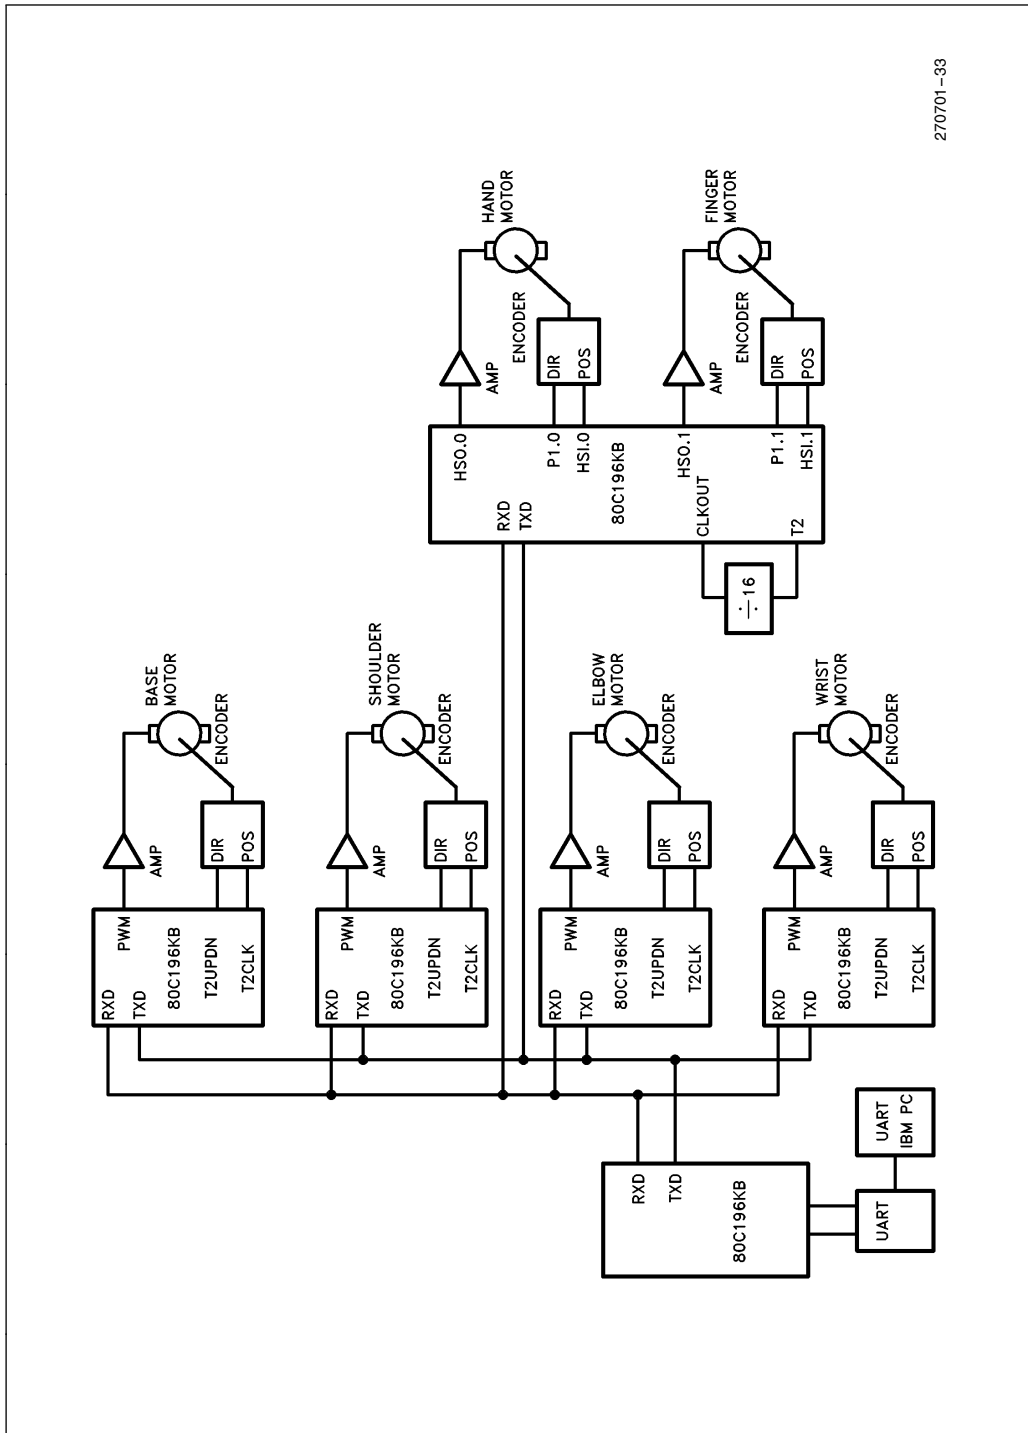 270701-33
HAND
MOTOR
ENCODER
AMP
DIR
POS
FINGER
MOTOR
ENCODER
AMP
DIR
POS
HSO.0
P1.0
HSI.0
RXD
TXD
80C196KB
HSO.1
CLKOUT
P1.1
HSI.1
T2
÷16
BASE
MOTOR
ENCODER
AMP
DIR
POS
PWM
RXD
TXD
80C196KB
T2UPDN
T2CLK
SHOULDER
MOTOR
ENCODER
AMP
DIR
POS
PWM
RXD
TXD
80C196KB
T2UPDN
T2CLK
ELBOW
MOTOR
ENCODER
AMP
DIR
POS
PWM
RXD
TXD
80C196KB
T2UPDN
T2CLK
WRIST
MOTOR
ENCODER
AMP
DIR
POS
PWM
RXD
TXD
80C196KB
T2UPDN
T2CLK
RXD
TXD
80C196KB
UART
UART
IBM PC